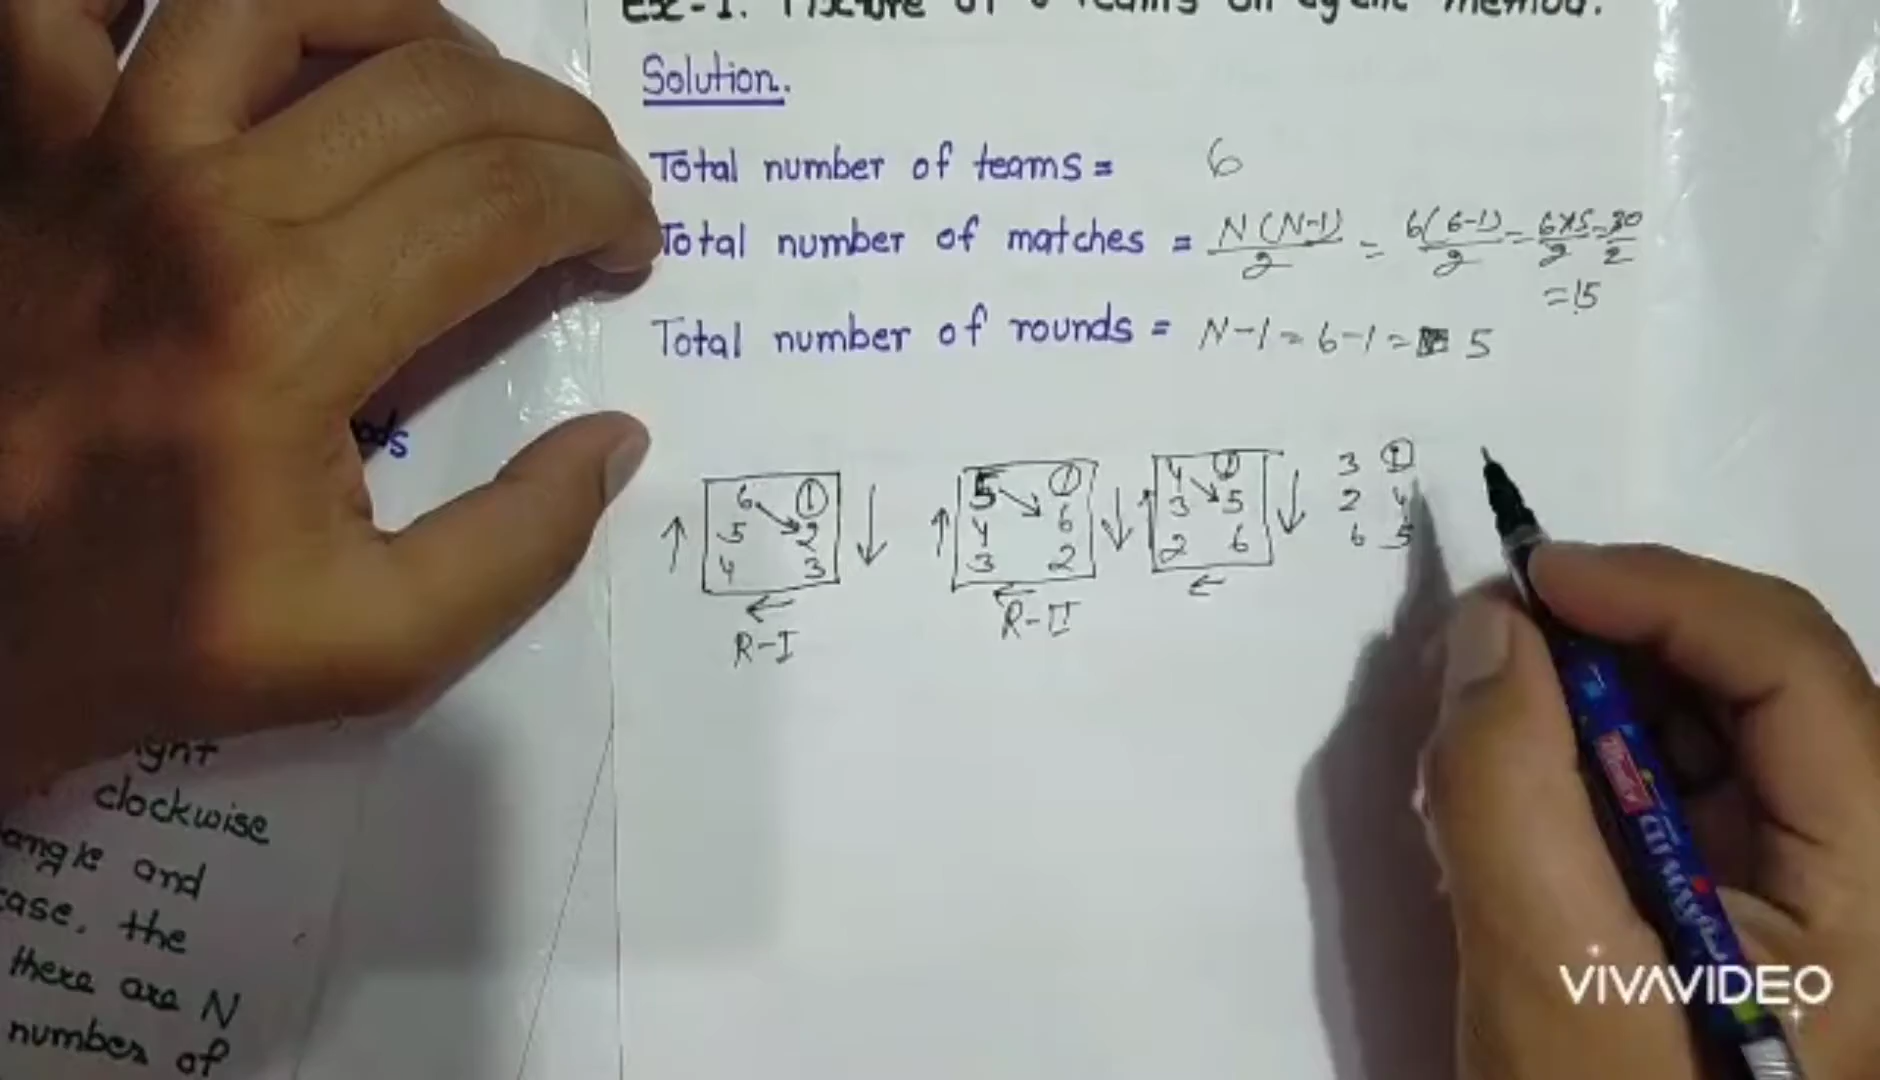 Solution.
Total number of teams = 6
Total number of matches = N(N-1)/2 = 6(6-1)/2 = 6×5/2 = 30/2
=15
Total number of rounds = N-1 = 6-1 = 5
6 ①
5 2
4 3
←
R-I
5 ①
4 6
3 2
←
R-II
4 ①
3 5
2 6
←
3 ①
2 4
6 5
clockwise
and
case, the
there are N
number of
VIVAVIDEO